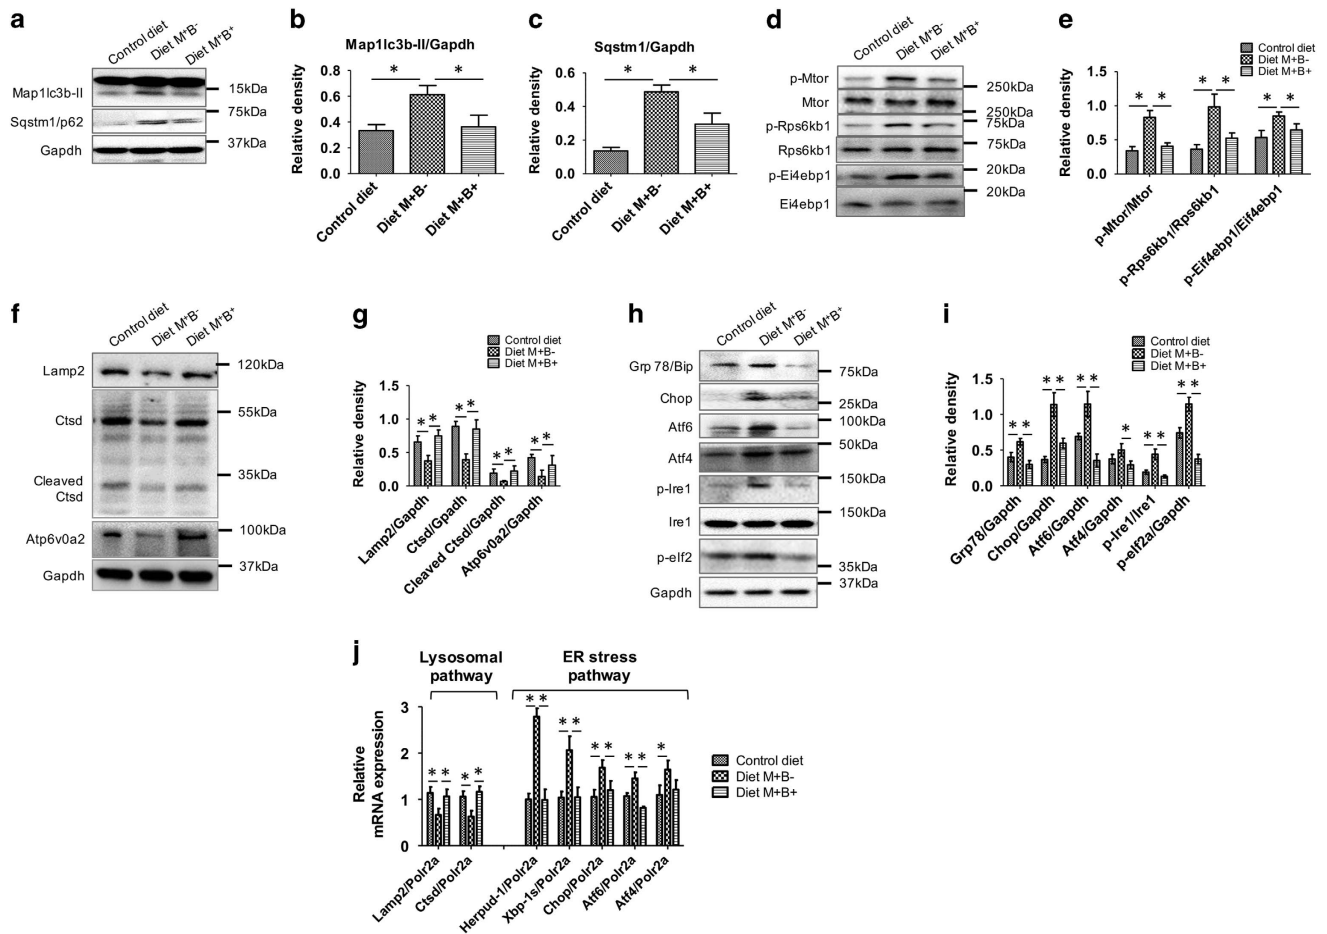 a
Control diet
Diet M+B-
Diet M+B+
Map1lc3b-II
15kDa
Sqstm1/p62
75kDa
Gapdh
37kDa
b
Map1lc3b-II/Gapdh
*
*
Relative density
0.8
0.6
0.4
0.2
0.0
Control diet
Diet M+B-
Diet M+B+
c
Sqstm1/Gapdh
*
*
Relative density
0.6
0.4
0.2
0.0
Control diet
Diet M+B-
Diet M+B+
d
Control diet
Diet M+B-
Diet M+B+
p-Mtor
250kDa
Mtor
250kDa
p-Rps6kb1
75kDa
Rps6kb1
75kDa
p-Ei4ebp1
20kDa
20kDa
Ei4ebp1
e
Control diet
Diet M+B-
Diet M+B+
Relative density
1.5
1.0
0.5
0.0
* *
* *
* *
p-Mtor/Mtor
p-Rps6kb1/Rps6kb1
p-Eif4ebp1/Eif4ebp1
f
Control diet
Diet M+B-
Diet M+B+
Lamp2
120kDa
Ctsd
55kDa
Cleaved
Ctsd
35kDa
Atp6v0a2
100kDa
Gapdh
37kDa
g
Control diet
Diet M+B-
Diet M+B+
Relative density
1.5
1.0
0.5
0.0
* *
* *
* *
* *
Lamp2/Gapdh
Ctsd/Gpadh
Cleaved Ctsd/Gapdh
Atp6v0a2/Gapdh
h
Control diet
Diet M+B-
Diet M+B+
Grp 78/Bip
75kDa
Chop
25kDa
Atf6
100kDa
Atf4
50kDa
p-Ire1
150kDa
Ire1
150kDa
p-elf2
35kDa
Gapdh
37kDa
i
Control diet
Diet M+B-
Diet M+B+
Relative density
1.5
1.0
0.5
0.0
* *
* *
* *
*
* *
* *
Grp78/Gapdh
Chop/Gapdh
Atf6/Gapdh
Atf4/Gapdh
p-Ire1/Ire1
p-elf2a/Gapdh
j
Lysosomal
pathway
ER stress
pathway
Relative
mRNA expression
3
2
1
0
* *
* *
* *
* *
* *
* *
*
Lamp2/Polr2a
Ctsd/Polr2a
Herpud-1/Polr2a
Xbp-1s/Polr2a
Chop/Polr2a
Atf6/Polr2a
Atf4/Polr2a
Control diet
Diet M+B-
Diet M+B+